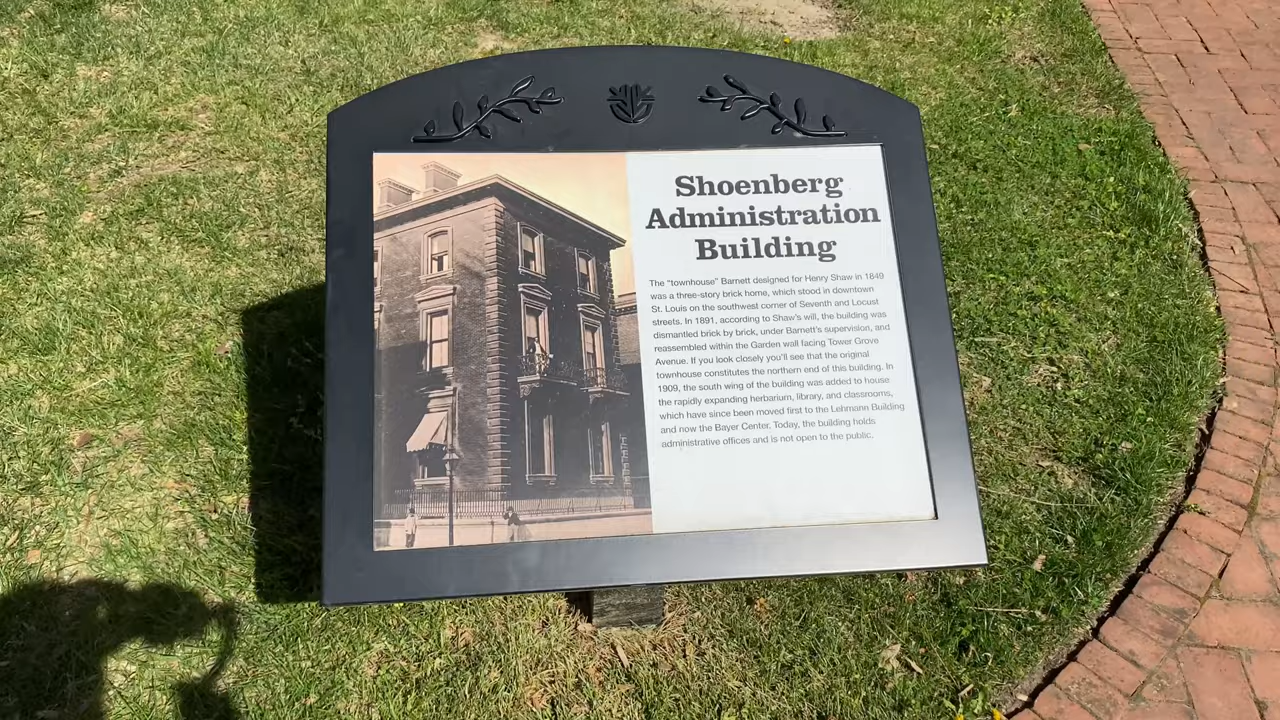 Shoenberg
Administration
Building
The "townhouse" Barnett designed for Henry Shaw in 1849
was a three-story brick home, which stood in downtown
St. Louis on the southwest corner of Seventh and Locust
streets. In 1891, according to Shaw's will, the building was
dismantled brick by brick, under Barnett's supervision, and
reassembled within the Garden wall facing Tower Grove
Avenue. If you look closely you'll see that the original
townhouse constitutes the northern end of this building. In
1909, the south wing of the building was added to house
the rapidly expanding herbarium, library, and classrooms,
which have since been moved first to the Lehmann Building
and now the Bayer Center. Today, the building holds
administrative offices and is not open to the public.